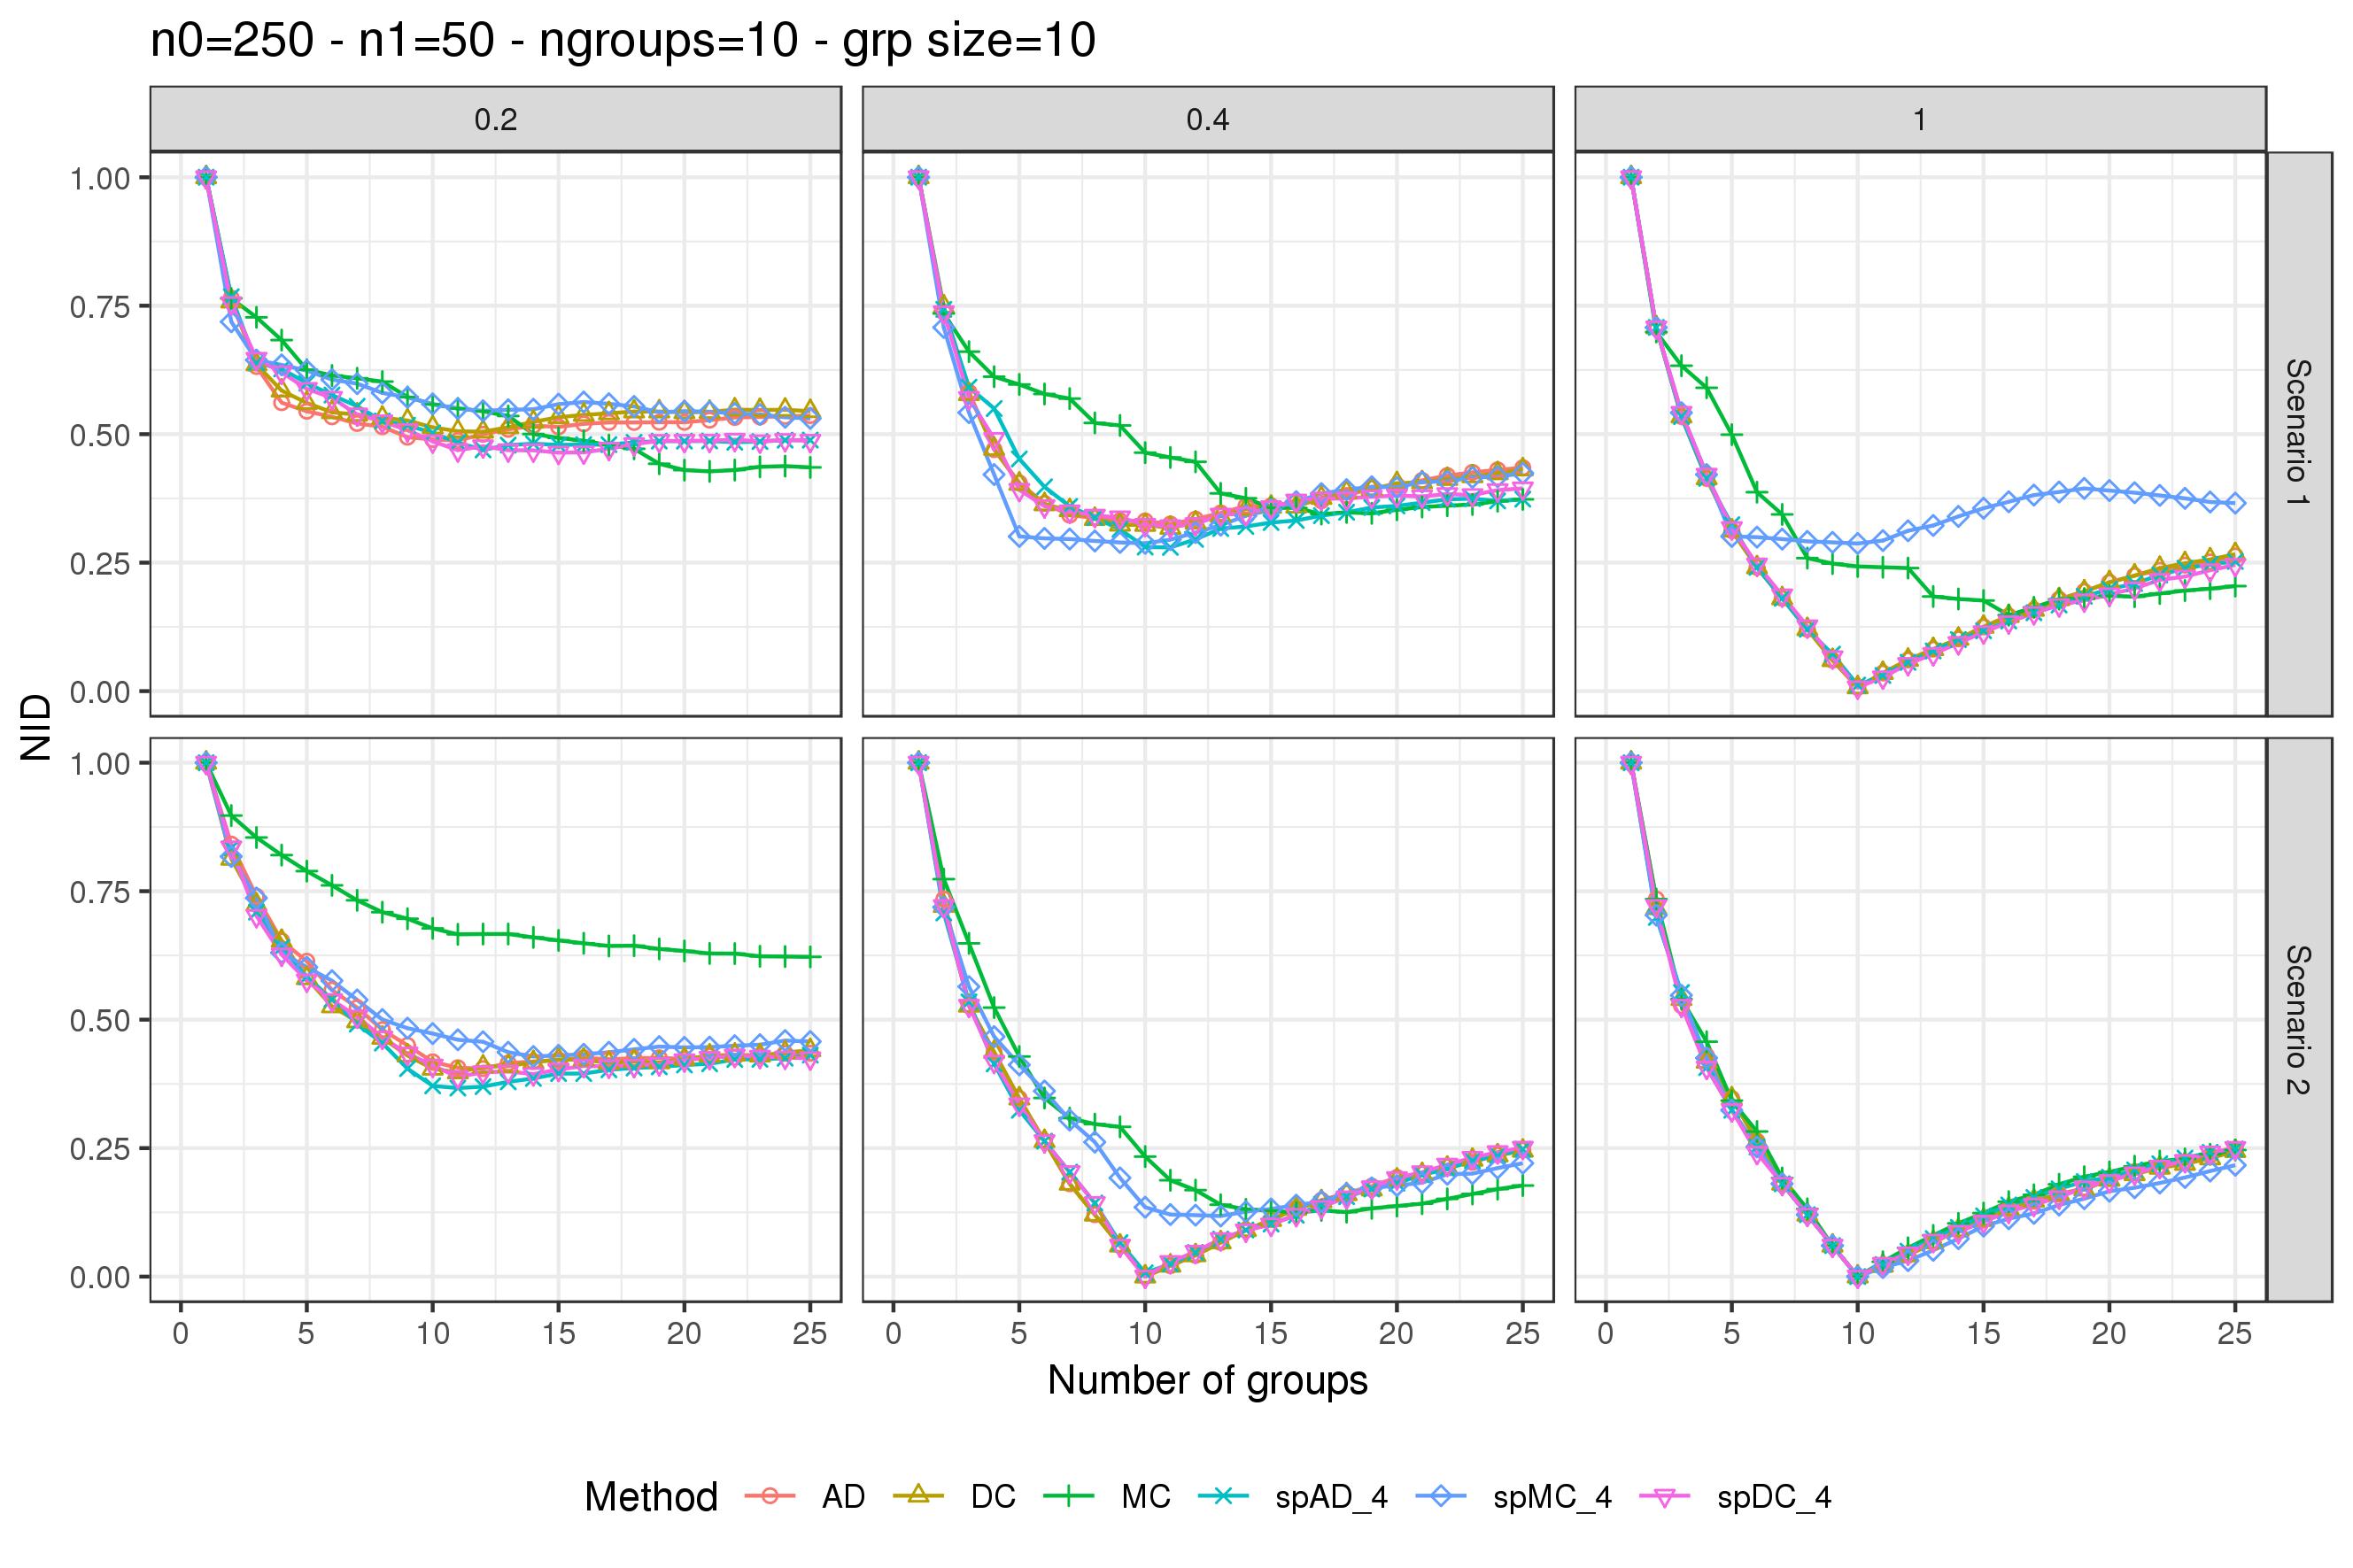 n0=250 - n1=50 - ngroups=10 - grp size=10
0.2 0.4 1
1.00
0.75
0.50
0.25
0.00
Scenario 1
NID
1.00
0.75
0.50
0.25
0.00
Scenario 2
0 5 10 15 20 25 0 5 10 15 20 25 0 5 10 15 20 25
Number of groups
Method AD DC MC spAD_4 spMC_4 spDC_4